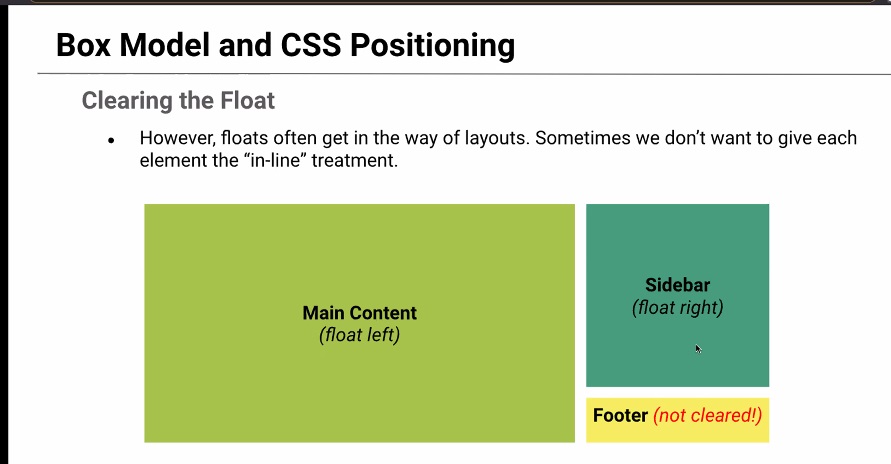 Box Model and CSS Positioning
Clearing the Float
• However, floats often get in the way of layouts. Sometimes we don’t want to give each
element the “in-line” treatment.
Main Content
(float left)
Sidebar
(float right)
Footer (not cleared!)